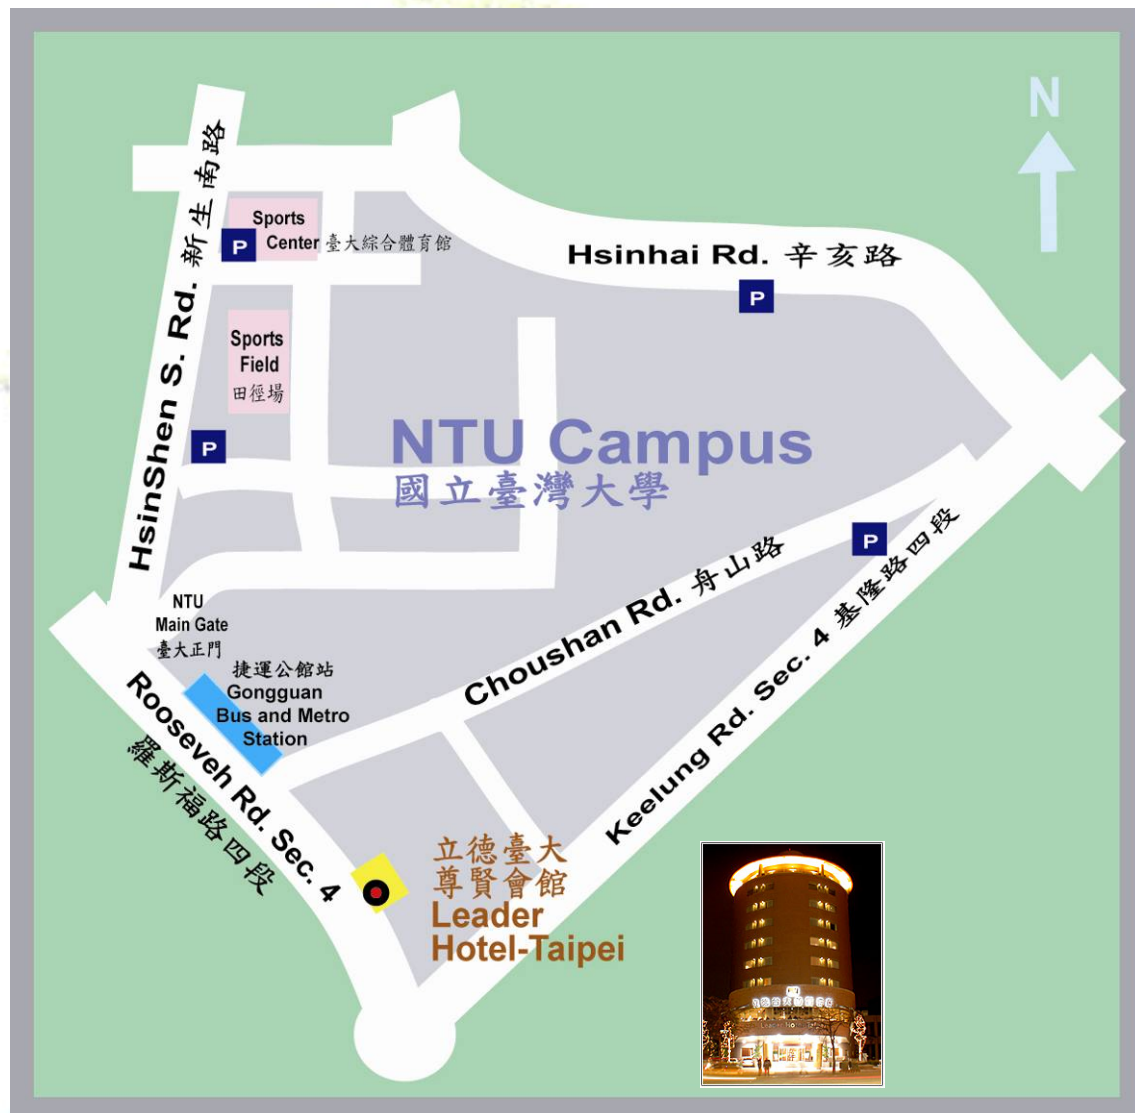 N
HsinShen S. Rd. 新生南路
Sports
Center 臺大綜合體育館
P
Hsinhai Rd. 辛亥路
P
Sports
Field
田徑場
P
NTU Campus
國立臺灣大學
P
Choushan Rd. 舟山路
Keelung Rd. Sec. 4 基隆路四段
NTU
Main Gate
臺大正門
捷運公館站
Gongguan
Bus and Metro
Station
Rooseveh Rd. Sec. 4
羅斯福路四段
立德臺大
尊賢會館
Leader
Hotel-Taipei
Leader Hotel Taipei